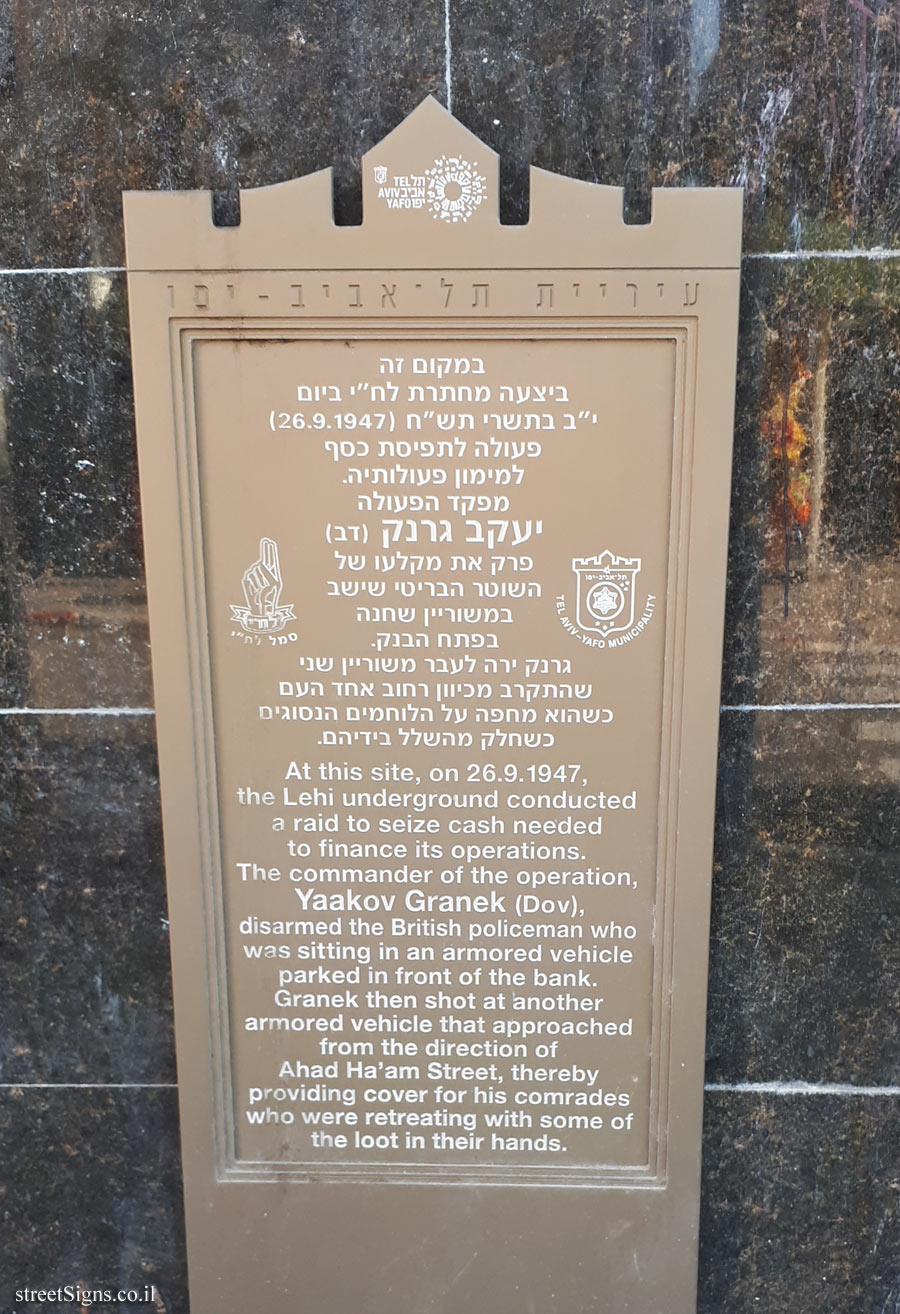 TEL תל
AVIV אביב
YAFO יפו
עיריית תל־אביב-יפו
במקום זה
ביצעה מחתרת לח״י ביום
י״ב בתשרי תש״ח (26.9.1947)
פעולה לתפיסת כסף
למימון פעולותיה.
מפקד הפעולה
יעקב גרנק (דב)
פרק את מקלעו של
השוטר הבריטי שישב
במשוריין שחנה
בפתח הבנק.
גרנק ירה לעבר משוריין שני
שהתקרב מכיוון רחוב אחד העם
כשהוא מחפה על הלוחמים הנסוגים
כשחלק מהשלל בידיהם.
סמל לח״י
תל-אביב-יפו
TEL AVIV-YAFO MUNICIPALITY
At this site, on 26.9.1947,
the Lehi underground conducted
a raid to seize cash needed
to finance its operations.
The commander of the operation,
Yaakov Granek (Dov),
disarmed the British policeman who
was sitting in an armored vehicle
parked in front of the bank.
Granek then shot at another
armored vehicle that approached
from the direction of
Ahad Ha'am Street, thereby
providing cover for his comrades
who were retreating with some of
the loot in their hands.
streetSigns.co.il